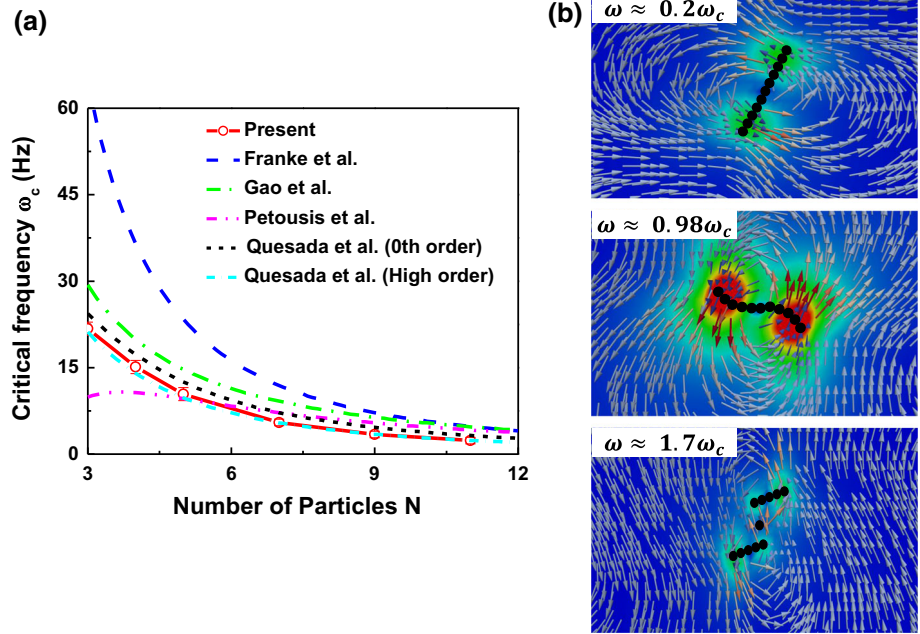 (a)
60
45
30
15
0
3
6
9
12
Critical frequency ω_c (Hz)
Number of Particles N
Present
Franke et al.
Gao et al.
Petousis et al.
Quesada et al. (0th order)
Quesada et al. (High order)
(b)
ω ≈ 0.2ω_c
ω ≈ 0.98ω_c
ω ≈ 1.7ω_c